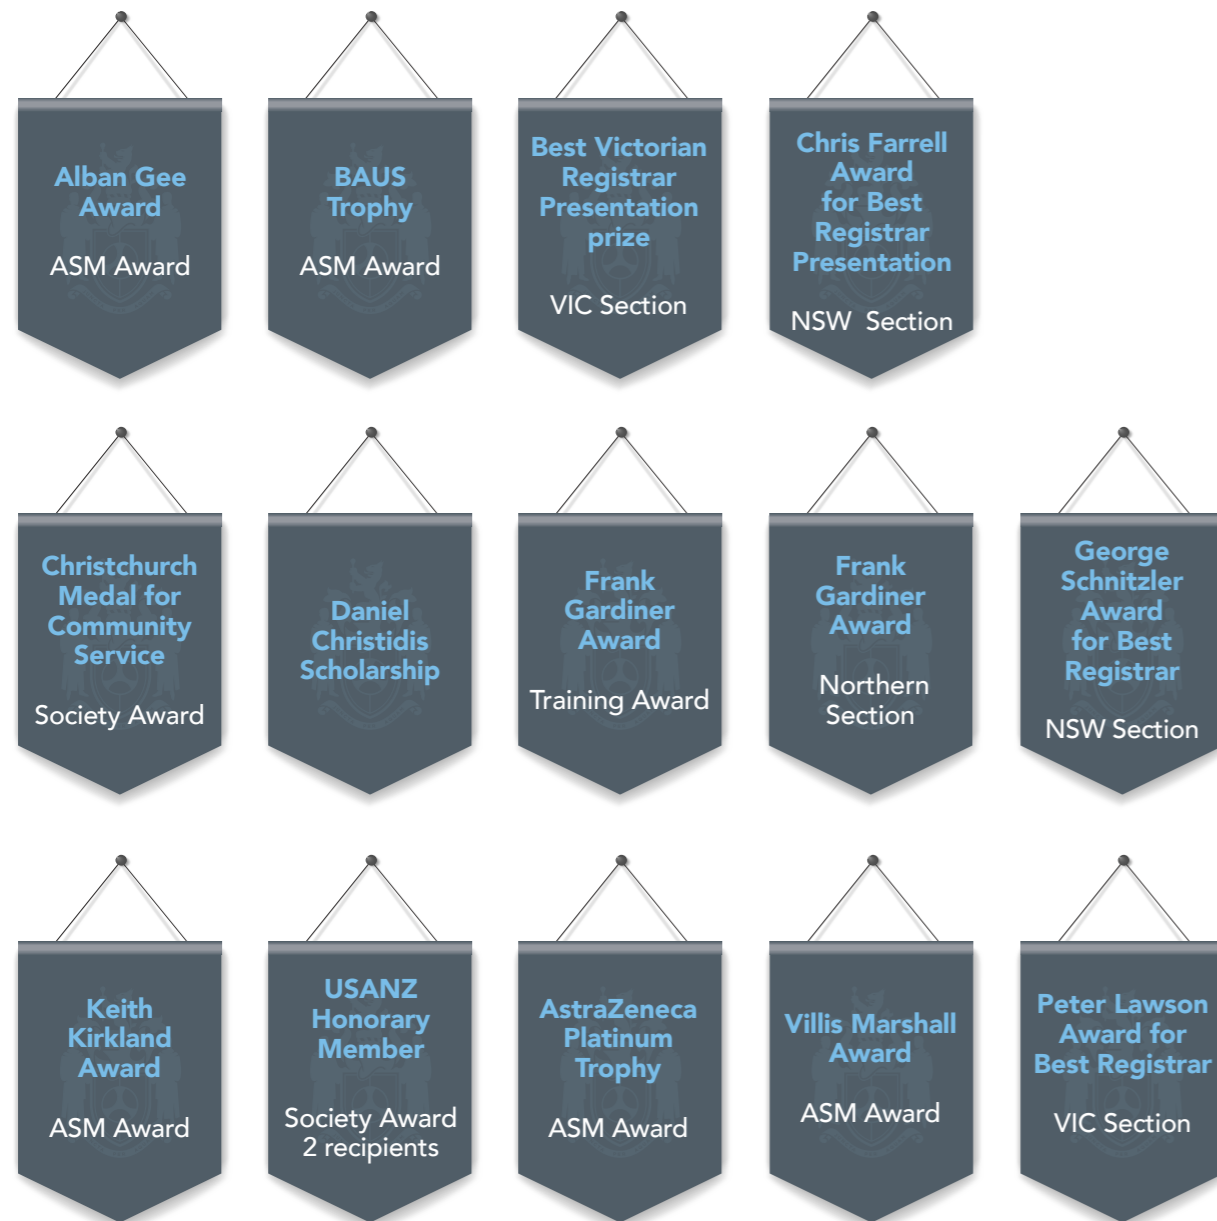 Alban Gee
Award
ASM Award
BAUS
Trophy
ASM Award
Best Victorian
Registrar
Presentation
prize
VIC Section
Chris Farrell
Award
for Best
Registrar
Presentation
NSW Section
Christchurch
Medal for
Community
Service
Society Award
Daniel
Christidis
Scholarship
Frank
Gardiner
Award
Training Award
Frank
Gardiner
Award
Northern
Section
George
Schnitzler
Award
for Best
Registrar
NSW Section
Keith
Kirkland
Award
ASM Award
USANZ
Honorary
Member
Society Award
2 recipients
AstraZeneca
Platinum
Trophy
ASM Award
Villis Marshall
Award
ASM Award
Peter Lawson
Award for
Best Registrar
VIC Section